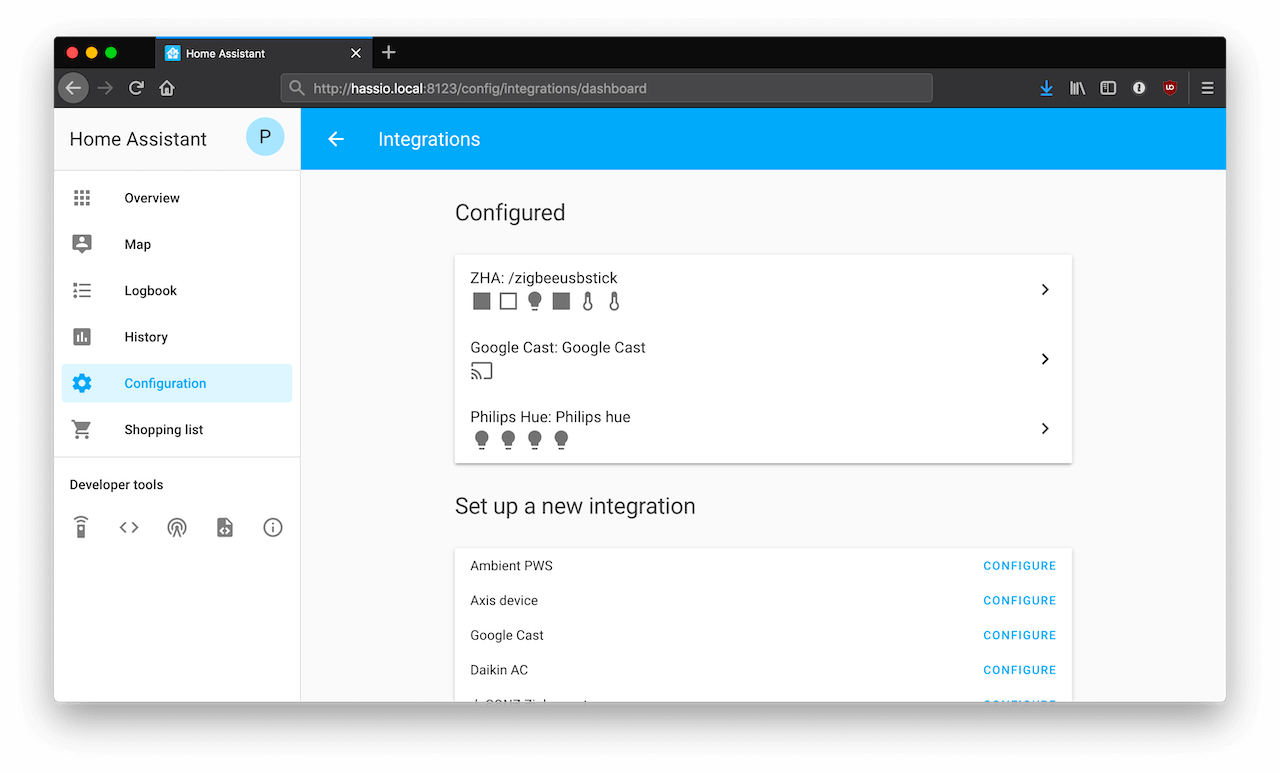 Home Assistant
http://hassio.local:8123/config/integrations/dashboard
Home Assistant
P
Integrations
Overview
Map
Logbook
History
Configuration
Shopping list
Developer tools
Configured
ZHA: /zigbeeusbstick
Google Cast: Google Cast
Philips Hue: Philips hue
Set up a new integration
Ambient PWS CONFIGURE
Axis device CONFIGURE
Google Cast CONFIGURE
Daikin AC CONFIGURE